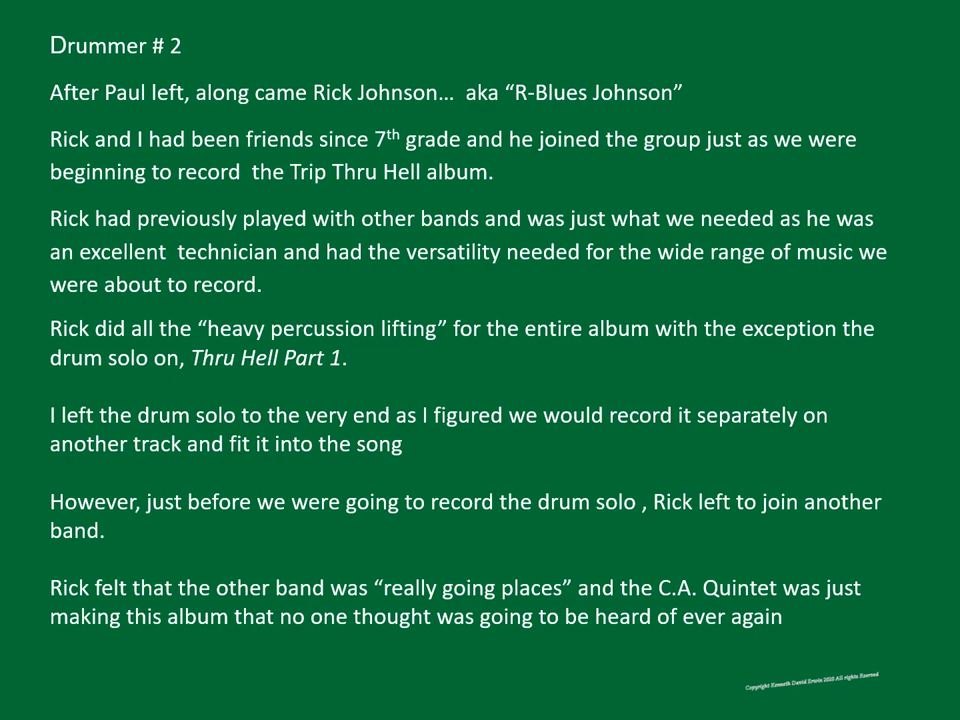 Drummer # 2
After Paul left, along came Rick Johnson... aka “R-Blues Johnson”
Rick and I had been friends since 7th grade and he joined the group just as we were
beginning to record the Trip Thru Hell album.
Rick had previously played with other bands and was just what we needed as he was
an excellent technician and had the versatility needed for the wide range of music we
were about to record.
Rick did all the “heavy percussion lifting” for the entire album with the exception the
drum solo on, Thru Hell Part 1.
I left the drum solo to the very end as I figured we would record it separately on
another track and fit it into the song
However, just before we were going to record the drum solo , Rick left to join another
band.
Rick felt that the other band was “really going places” and the C.A. Quintet was just
making this album that no one thought was going to be heard of ever again
Copyright Kenneth David Erwin 2020 All rights Reerved